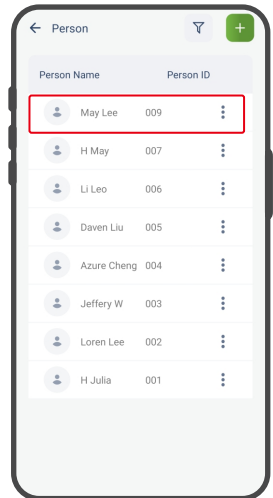 Person
Person Name Person ID
May Lee 009
H May 007
Li Leo 006
Daven Liu 005
Azure Cheng 004
Jeffery W 003
Loren Lee 002
H Julia 001